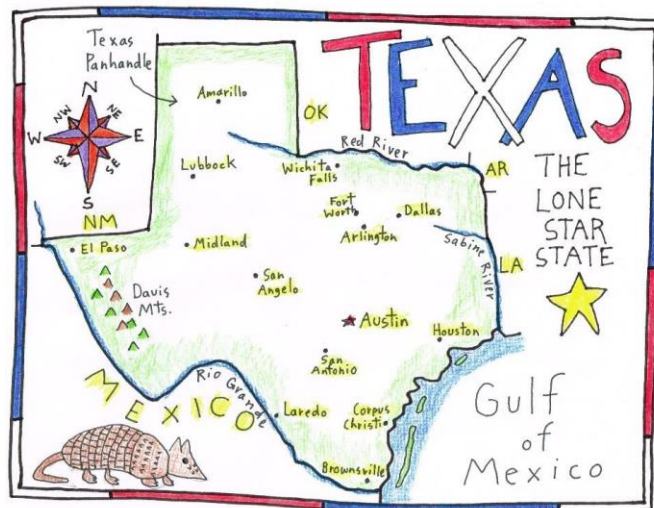 TEXAS
THE
LONE
STAR
STATE
Texas
Panhandle
N
NW
NE
W
E
SW
SE
S
Amarillo
OK
Red River
AR
Lubbock
Wichita
Falls
Fort
Worth
Dallas
Arlington
NM
El Paso
Midland
Sabine River
LA
San
Angelo
Davis
Mts.
Austin
Houston
San
Antonio
MEXICO
Rio Grande
Laredo
Corpus
Christi
Brownsville
Gulf
of
Mexico